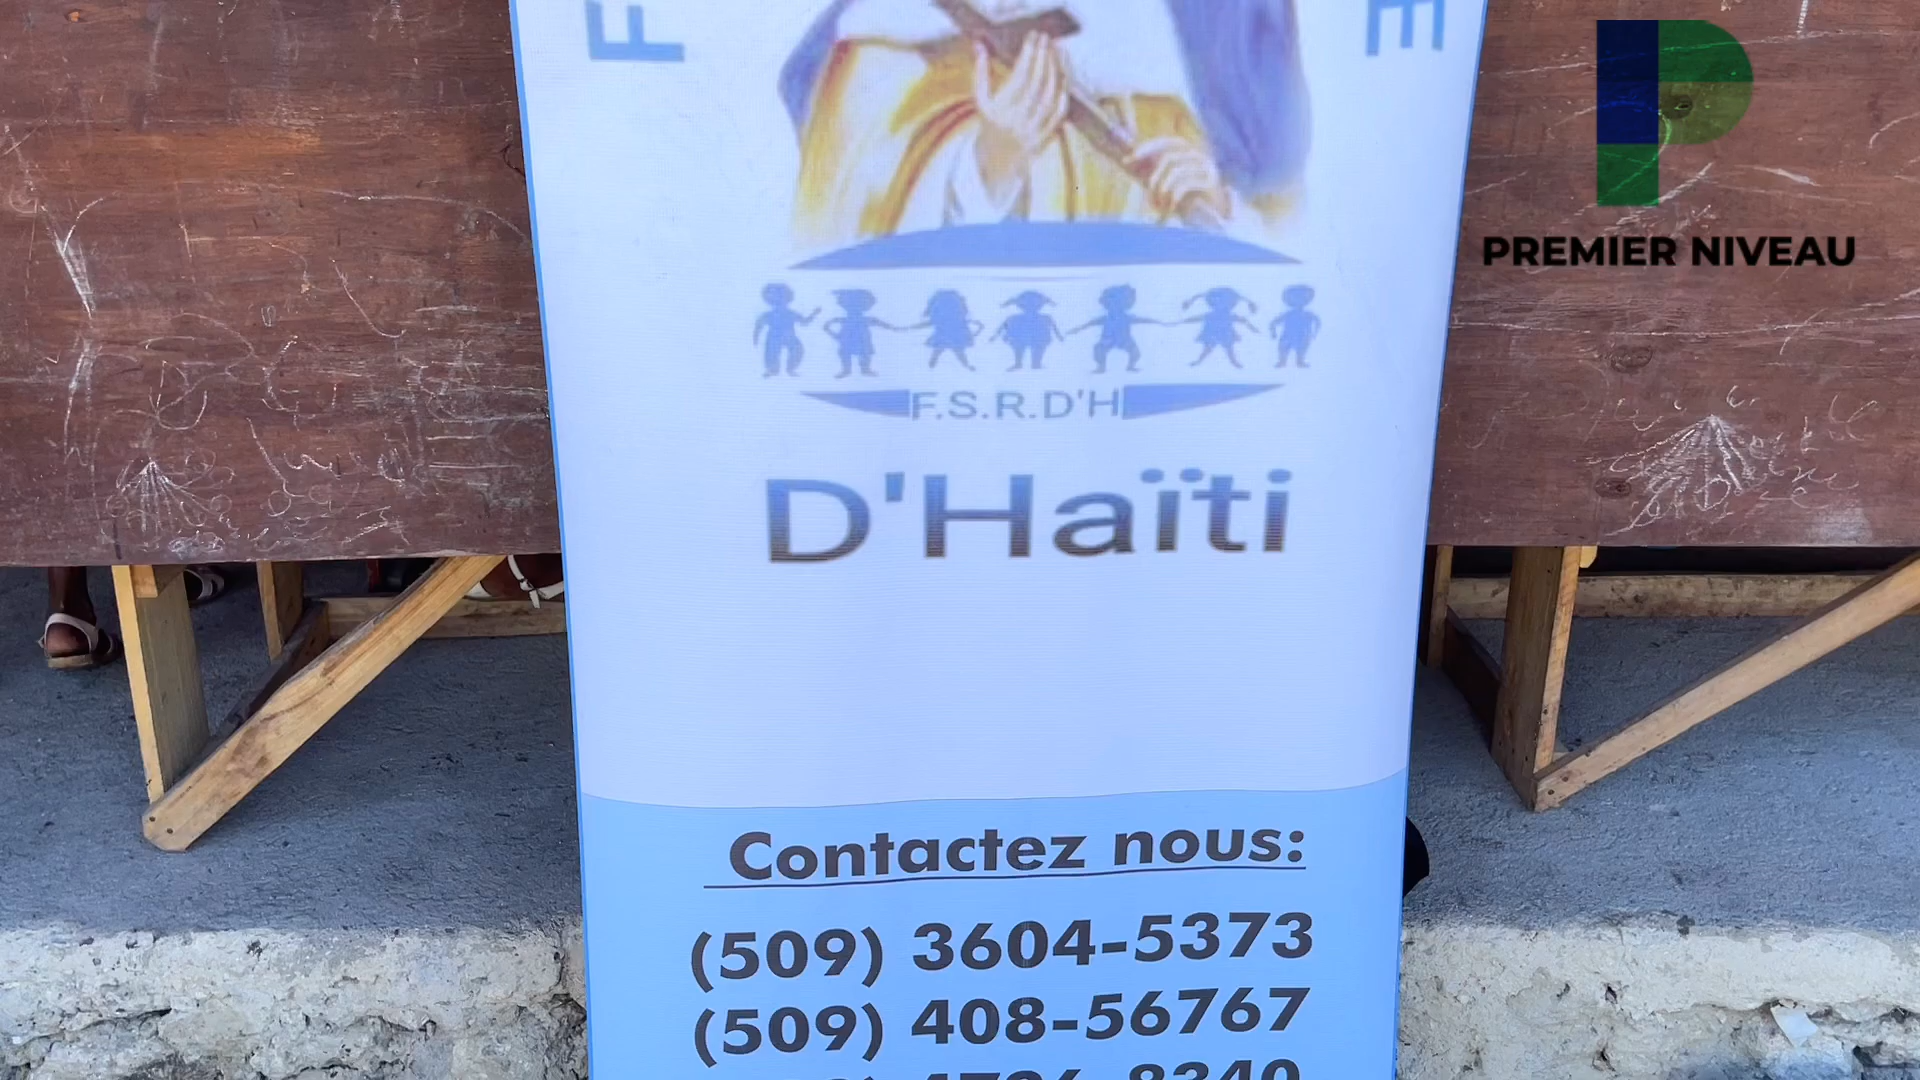 F E
PREMIER NIVEAU
F.S.R.D'H
D'Haïti
Contactez nous:
(509) 3604-5373
(509) 408-56767